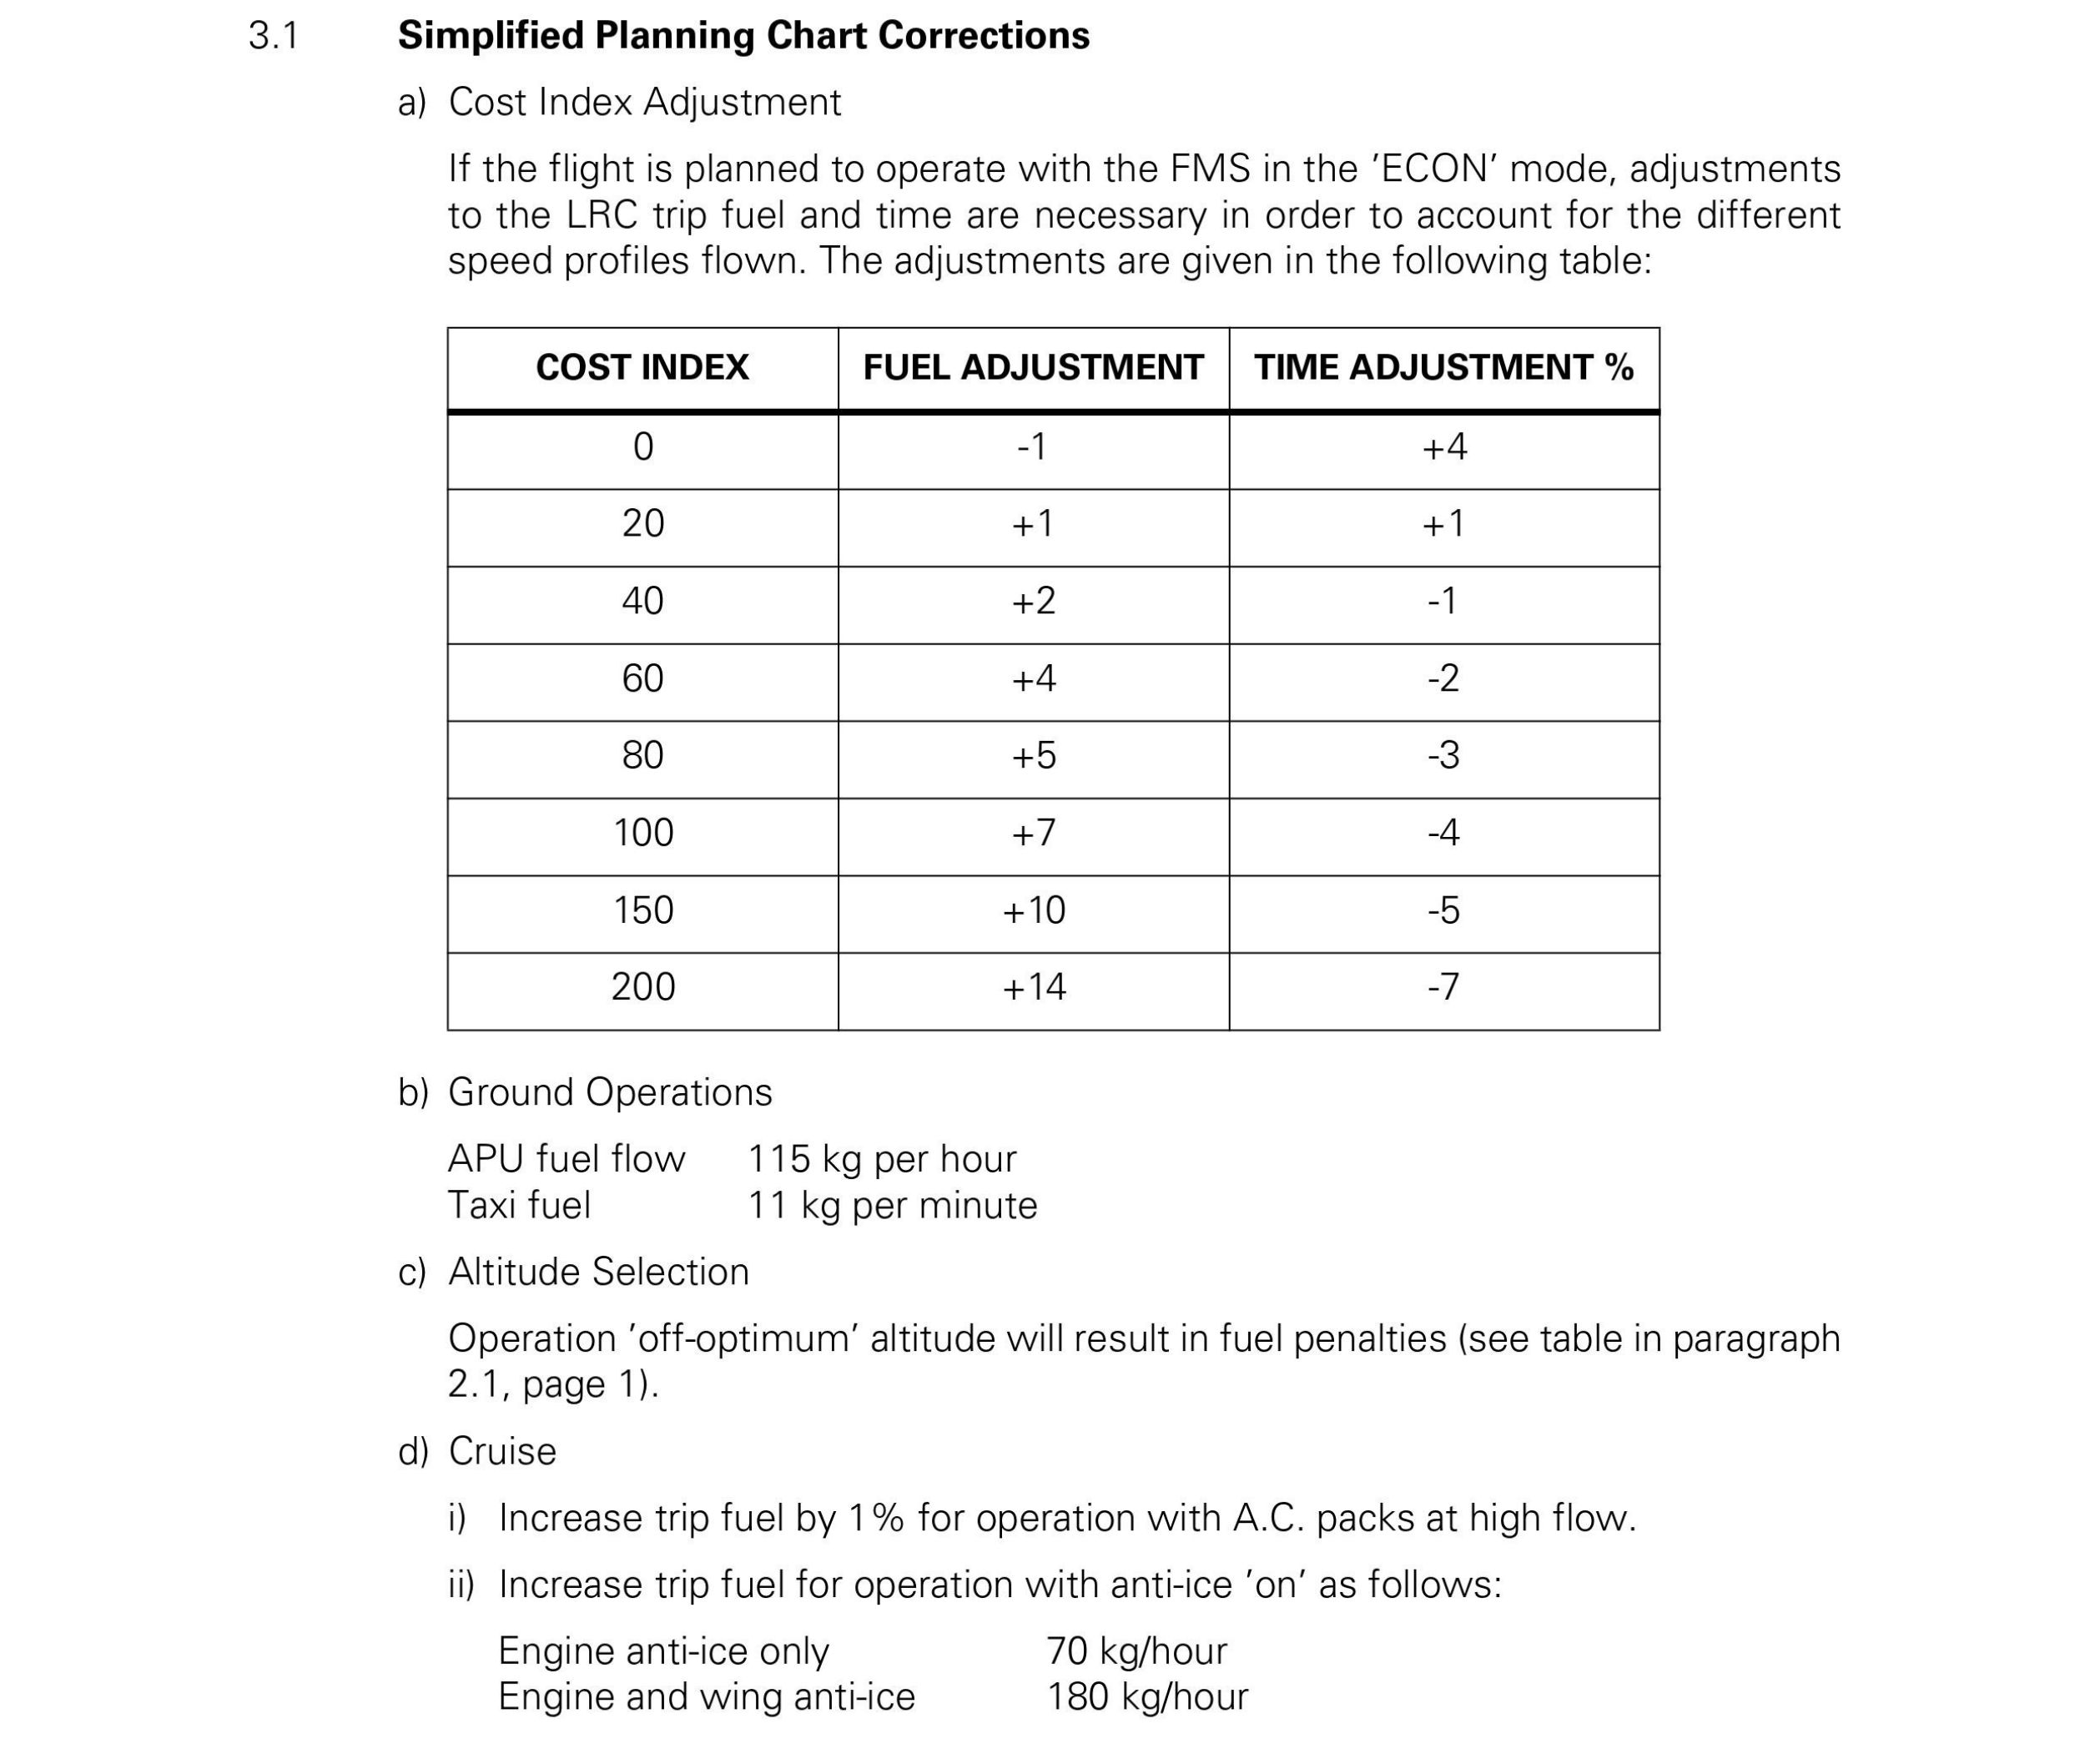 3.1 Simplified Planning Chart Corrections
a) Cost Index Adjustment
If the flight is planned to operate with the FMS in the 'ECON' mode, adjustments
to the LRC trip fuel and time are necessary in order to account for the different
speed profiles flown. The adjustments are given in the following table:
COST INDEX FUEL ADJUSTMENT TIME ADJUSTMENT %
0 -1 +4
20 +1 +1
40 +2 -1
60 +4 -2
80 +5 -3
100 +7 -4
150 +10 -5
200 +14 -7
b) Ground Operations
APU fuel flow 115 kg per hour
Taxi fuel 11 kg per minute
c) Altitude Selection
Operation 'off-optimum' altitude will result in fuel penalties (see table in paragraph
2.1, page 1).
d) Cruise
i) Increase trip fuel by 1% for operation with A.C. packs at high flow.
ii) Increase trip fuel for operation with anti-ice 'on' as follows:
Engine anti-ice only 70 kg/hour
Engine and wing anti-ice 180 kg/hour